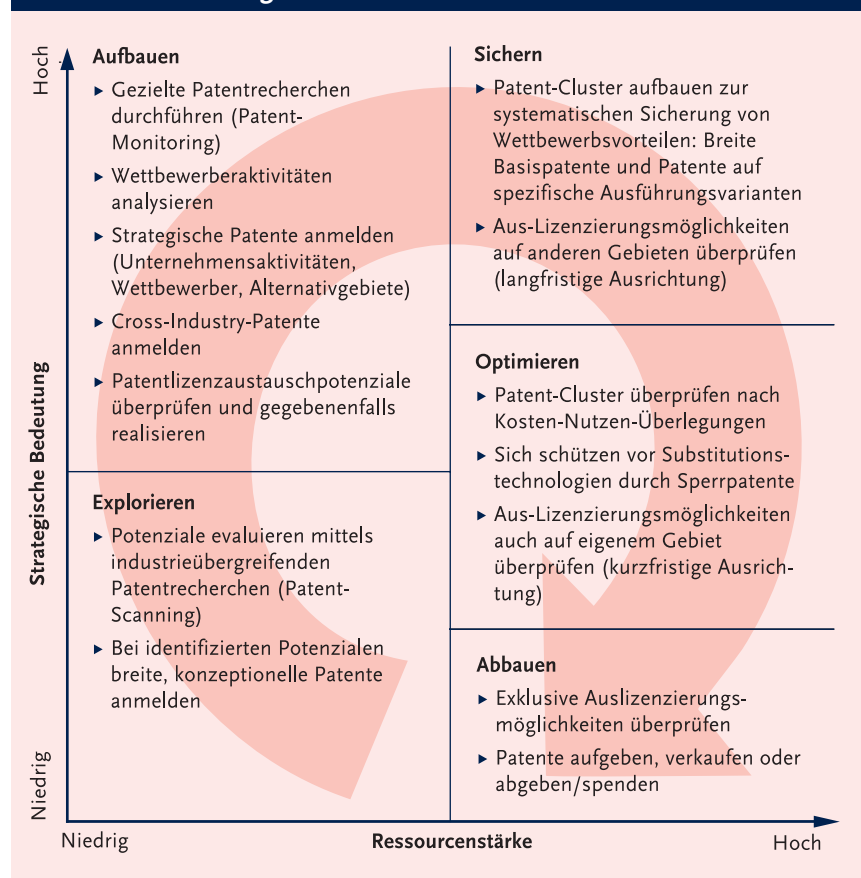 Hoch
Aufbauen
▸ Gezielte Patentrecherchen
durchführen (Patent-
Monitoring)
▸ Wettbewerberaktivitäten
analysieren
▸ Strategische Patente anmelden
(Unternehmensaktivitäten,
Wettbewerber, Alternativgebiete)
▸ Cross-Industry-Patente
anmelden
▸ Patentlizenzaustauschpotenziale
überprüfen und gegebenenfalls
realisieren
Sichern
▸ Patent-Cluster aufbauen zur
systematischen Sicherung von
Wettbewerbsvorteilen: Breite
Basispatente und Patente auf
spezifische Ausführungsvarianten
▸ Aus-Lizenzierungsmöglichkeiten
auf anderen Gebieten überprüfen
(langfristige Ausrichtung)
Strategische Bedeutung
Explorieren
▸ Potenziale evaluieren mittels
industrieübergreifenden
Patentrecherchen (Patent-
Scanning)
▸ Bei identifizierten Potenzialen
breite, konzeptionelle Patente
anmelden
Optimieren
▸ Patent-Cluster überprüfen nach
Kosten-Nutzen-Überlegungen
▸ Sich schützen vor Substitutions-
technologien durch Sperrpatente
▸ Aus-Lizenzierungsmöglichkeiten
auch auf eigenem Gebiet
überprüfen (kurzfristige Ausrich-
tung)
Abbauen
▸ Exklusive Auslizenzierungs-
möglichkeiten überprüfen
▸ Patente aufgeben, verkaufen oder
abgeben/spenden
Niedrig
Niedrig
Ressourcenstärke
Hoch